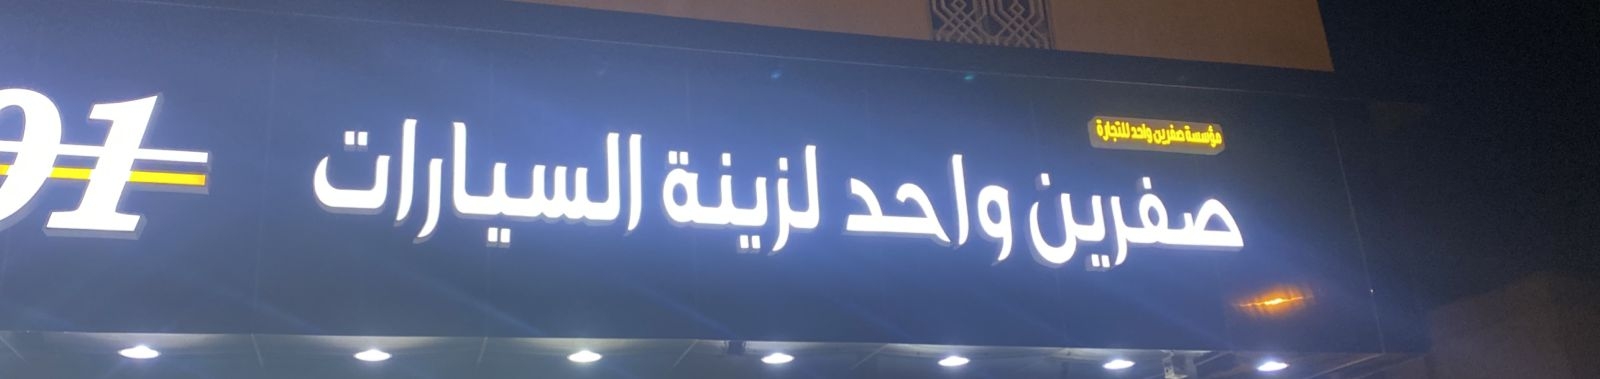 مؤسسة صفرين واحد للتجارة
صفرين واحد لزينة السيارات
01